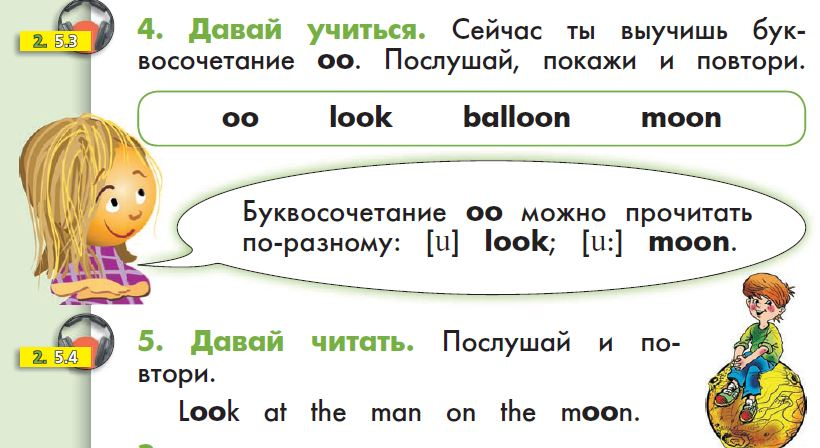 2. 5.3
4. Давай учиться. Сейчас ты выучишь бук-
восочетание оо. Послушай, покажи и повтори.
oo look balloon moon
Буквосочетание оо можно прочитать
по-разному: [u] look; [u:] moon.
2. 5.4
5. Давай читать. Послушай и по-
втори.
Look at the man on the moon.